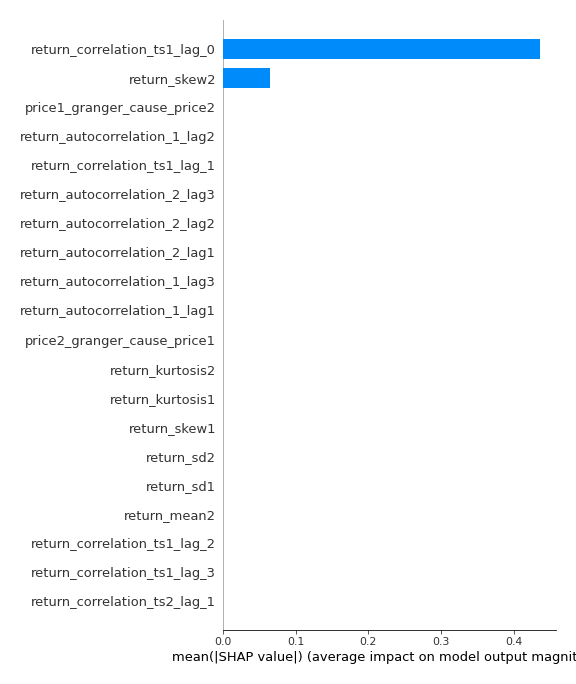 return_correlation_ts1_lag_0
return_skew2
price1_granger_cause_price2
return_autocorrelation_1_lag2
return_correlation_ts1_lag_1
return_autocorrelation_2_lag3
return_autocorrelation_2_lag2
return_autocorrelation_2_lag1
return_autocorrelation_1_lag3
return_autocorrelation_1_lag1
price2_granger_cause_price1
return_kurtosis2
return_kurtosis1
return_skew1
return_sd2
return_sd1
return_mean2
return_correlation_ts1_lag_2
return_correlation_ts1_lag_3
return_correlation_ts2_lag_1
0.0 0.1 0.2 0.3 0.4
mean(|SHAP value|) (average impact on model output magnit